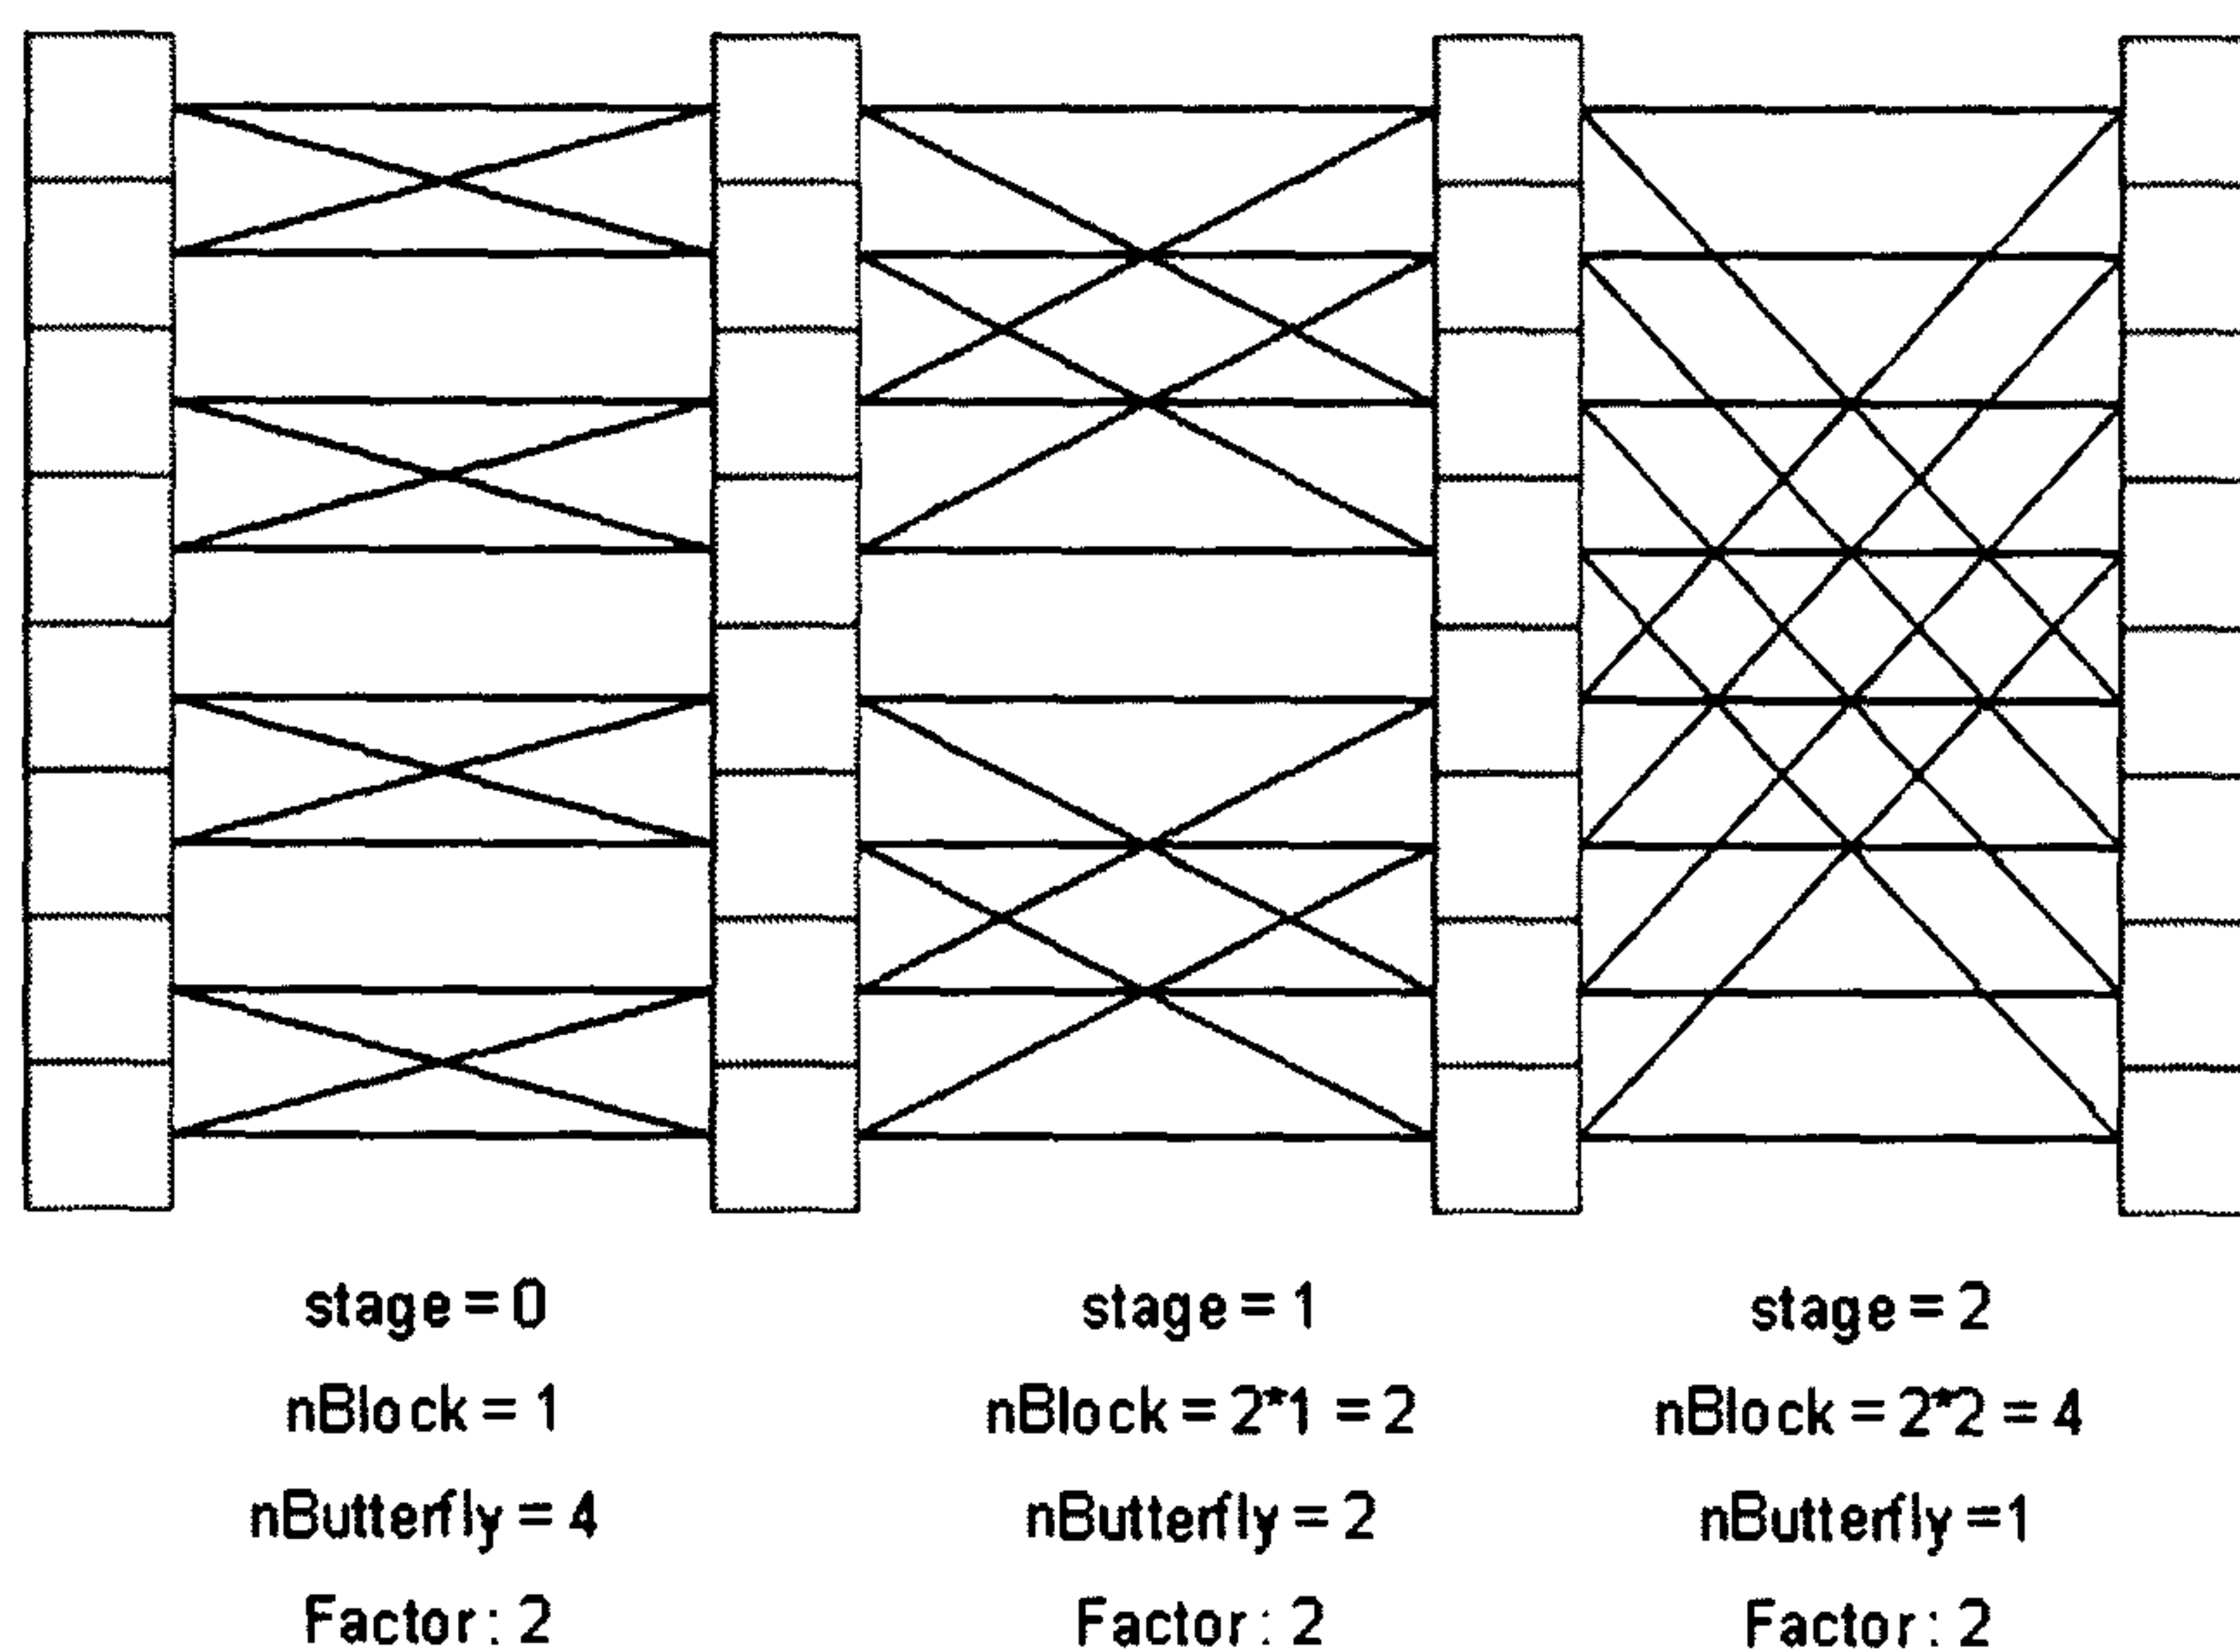 stage = 0
nBlock = 1
nButterfly = 4
Factor: 2
stage = 1
nBlock = 2*1 = 2
nButterfly = 2
Factor: 2
stage = 2
nBlock = 2*2 = 4
nButterfly =1
Factor: 2